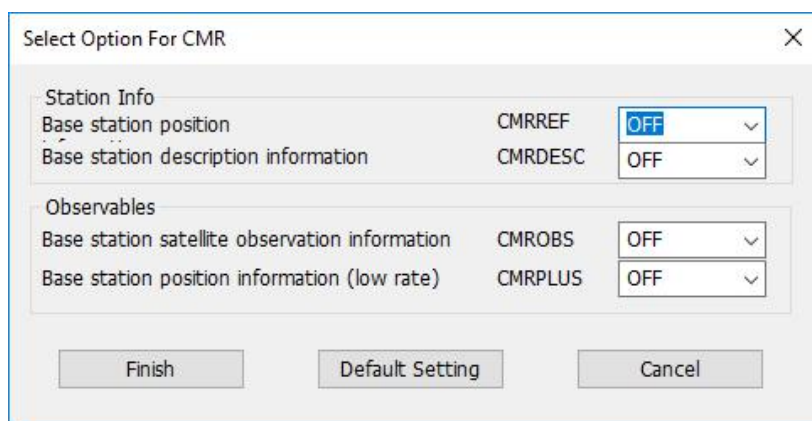 Select Option For CMR
Station Info
Base station position CMRREF OFF
Base station description information CMRDESC OFF
Observables
Base station satellite observation information CMROBS OFF
Base station position information (low rate) CMRPLUS OFF
Finish Default Setting Cancel